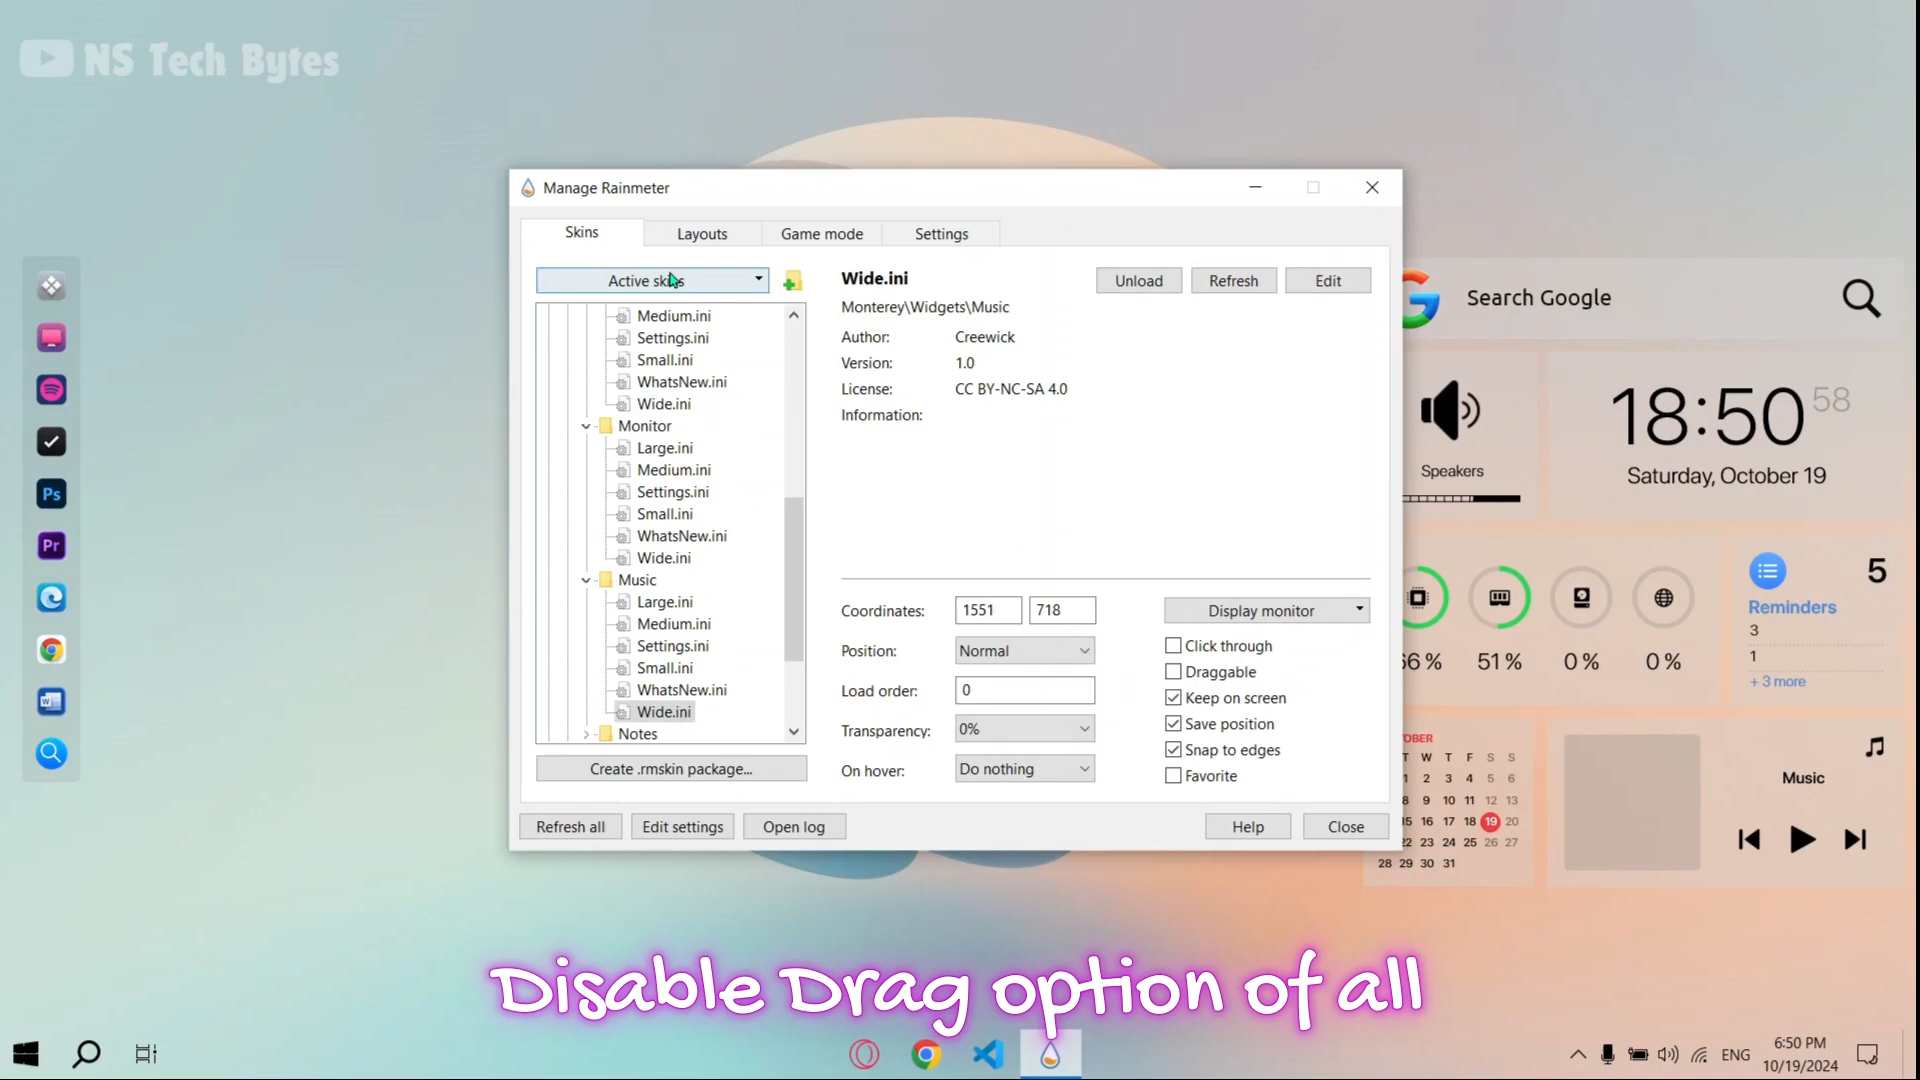 NS Tech Bytes
Manage Rainmeter
Skins
Layouts
Game mode
Settings
Active skins
Medium.ini
Settings.ini
Small.ini
WhatsNew.ini
Wide.ini
Monitor
Large.ini
Medium.ini
Settings.ini
Small.ini
WhatsNew.ini
Wide.ini
Music
Large.ini
Medium.ini
Settings.ini
Small.ini
WhatsNew.ini
Wide.ini
Notes
Create .rmskin package...
Wide.ini
Unload
Refresh
Edit
Monterey\Widgets\Music
Author: Creewick
Version: 1.0
License: CC BY-NC-SA 4.0
Information:
Coordinates: 1551 718
Display monitor
Position: Normal
Load order: 0
Transparency: 0%
On hover: Do nothing
Click through
Draggable
Keep on screen
Save position
Snap to edges
Favorite
Refresh all
Edit settings
Open log
Help
Close
Search Google
Speakers
18:50 58
Saturday, October 19
66% 51% 0% 0%
5
Reminders
3
1
+ 3 more
TOBER
T W T F S S
1 2 3 4 5 6
8 9 10 11 12 13
15 16 17 18 19 20
22 23 24 25 26 27
28 29 30 31
Music
Ps
Pr
W
Disable Drag option of all
ENG
6:50 PM
10/19/2024